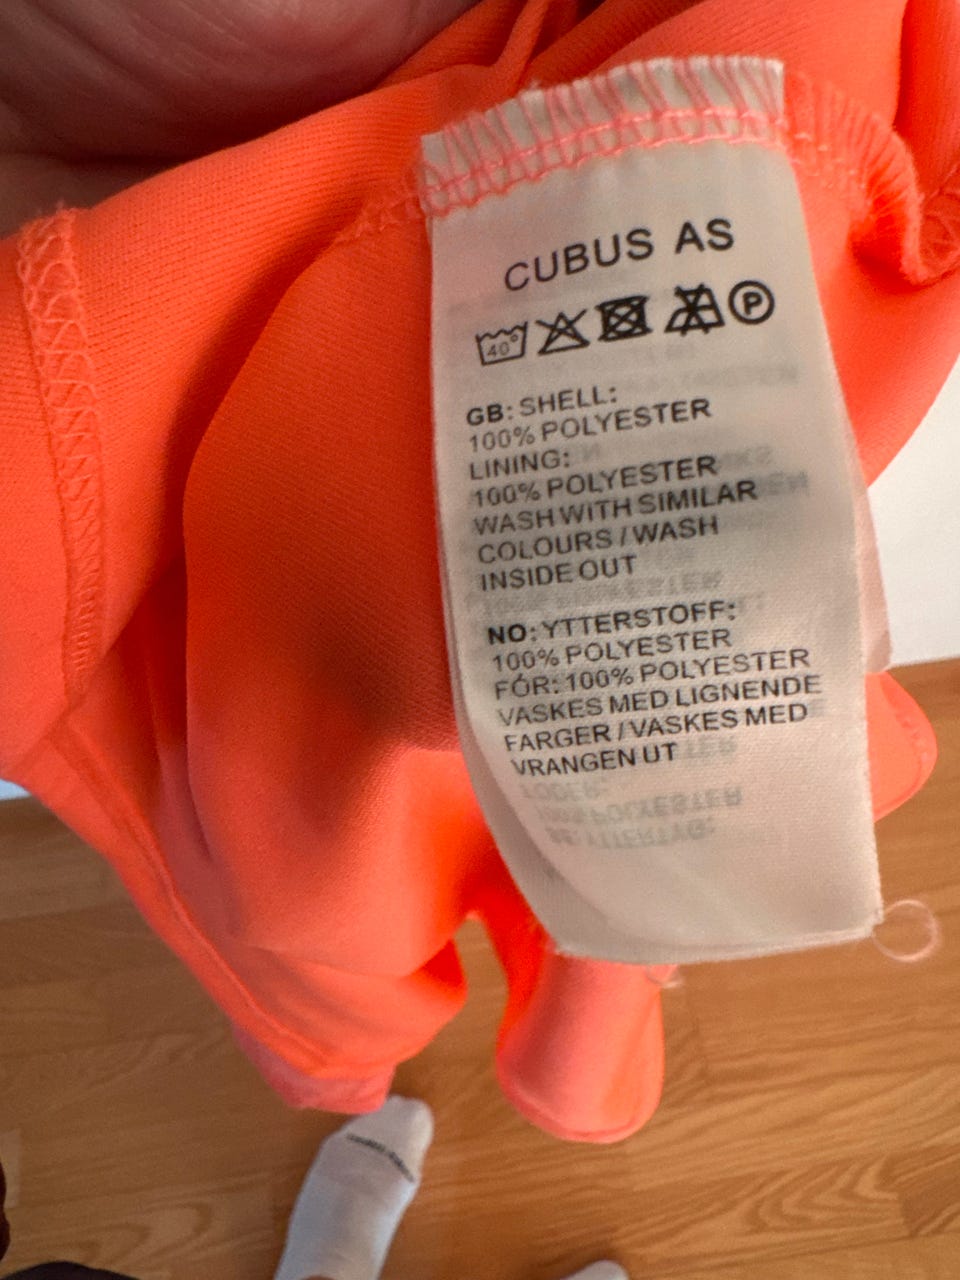 CUBUS AS
40° P
GB: SHELL:
100% POLYESTER
LINING:
100% POLYESTER
WASH WITH SIMILAR
COLOURS / WASH
INSIDE OUT
NO: YTTERSTOFF:
100% POLYESTER
FÓR: 100% POLYESTER
VASKES MED LIGNENDE
FARGER / VASKES MED
VRANGEN UT